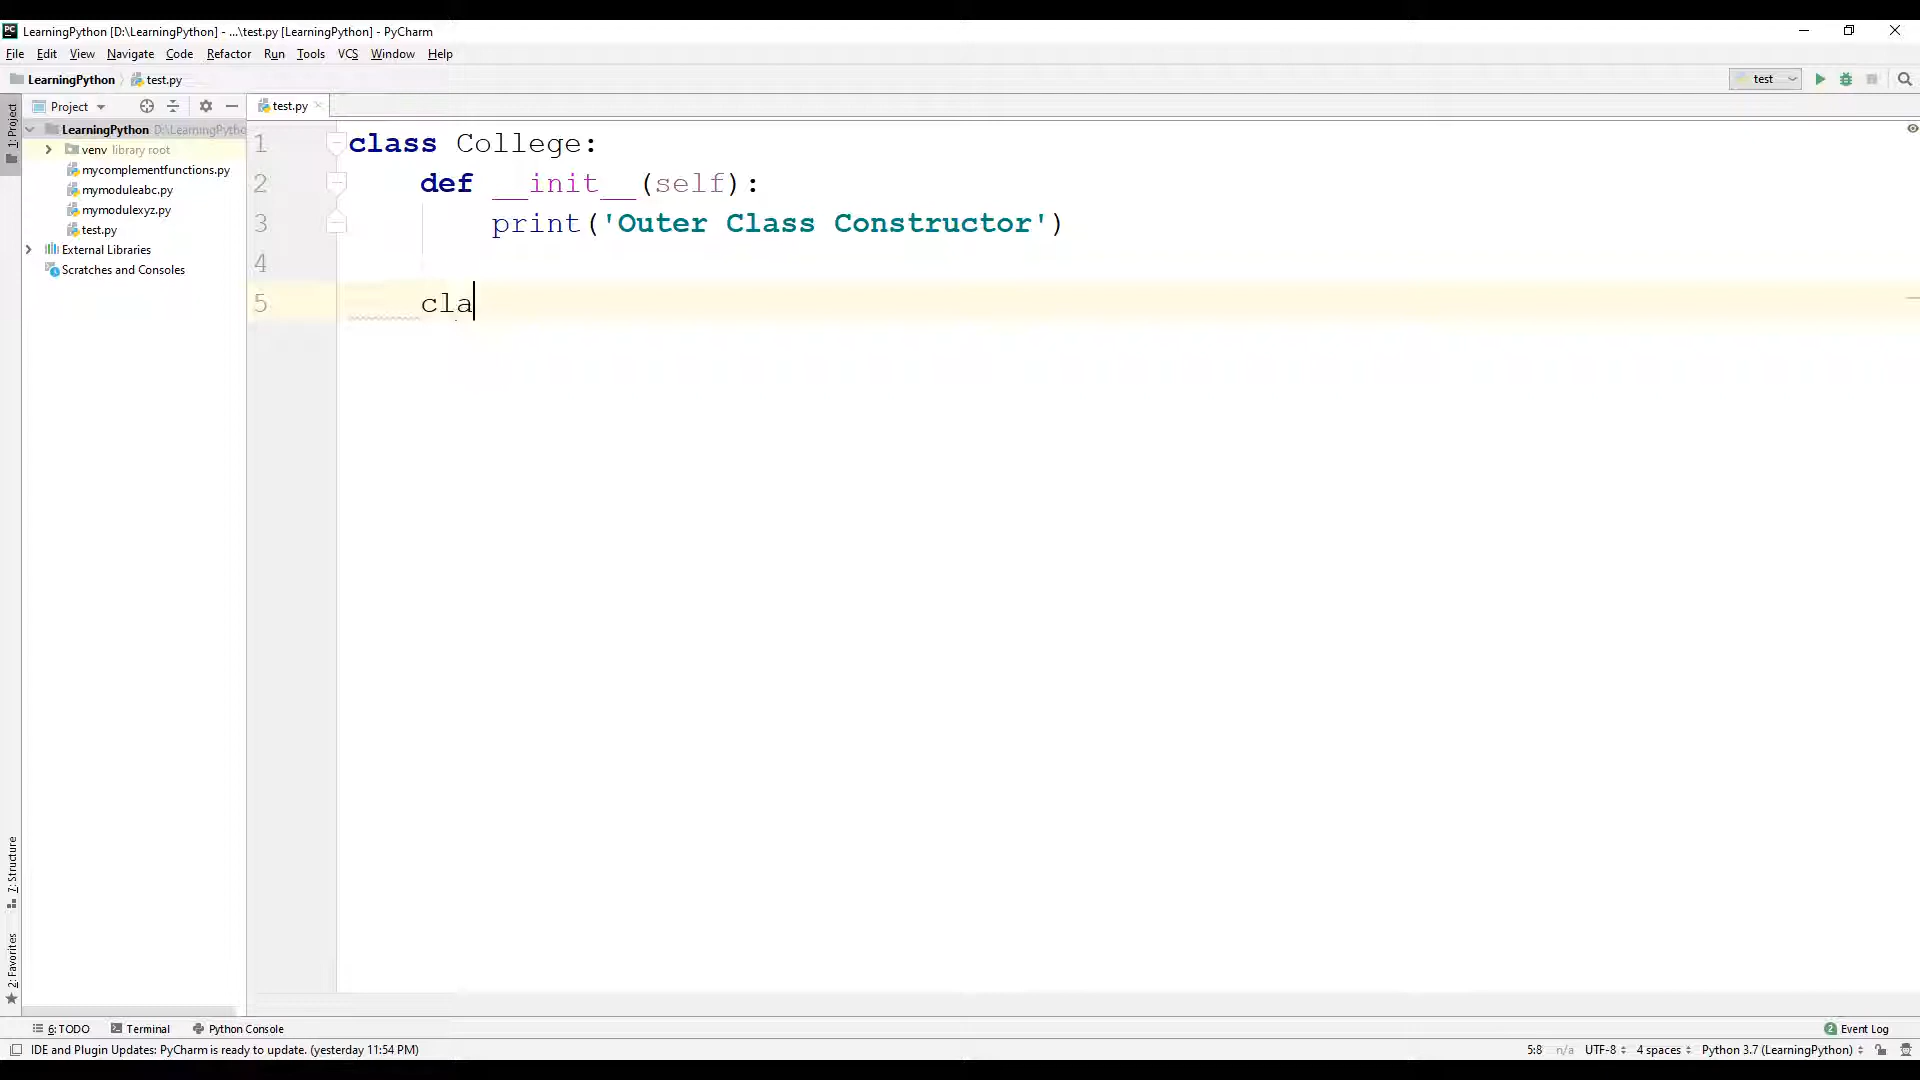 LearningPython [D:\LearningPython] - ...\test.py [LearningPython] - PyCharm
File Edit View Navigate Code Refactor Run Tools VCS Window Help
LearningPython test.py test
1: Project
Project
test.py
LearningPython D:\LearningPytho
venv library root
mycomplementfunctions.py
mymoduleabc.py
mymodulexyz.py
test.py
External Libraries
Scratches and Consoles
1 class College:
2 def __init__(self):
3 print('Outer Class Constructor')
4
5 cla
7: Structure
2: Favorites
6: TODO Terminal Python Console 2 Event Log
IDE and Plugin Updates: PyCharm is ready to update. (yesterday 11:54 PM) 5:8 n/a UTF-8 4 spaces Python 3.7 (LearningPython)